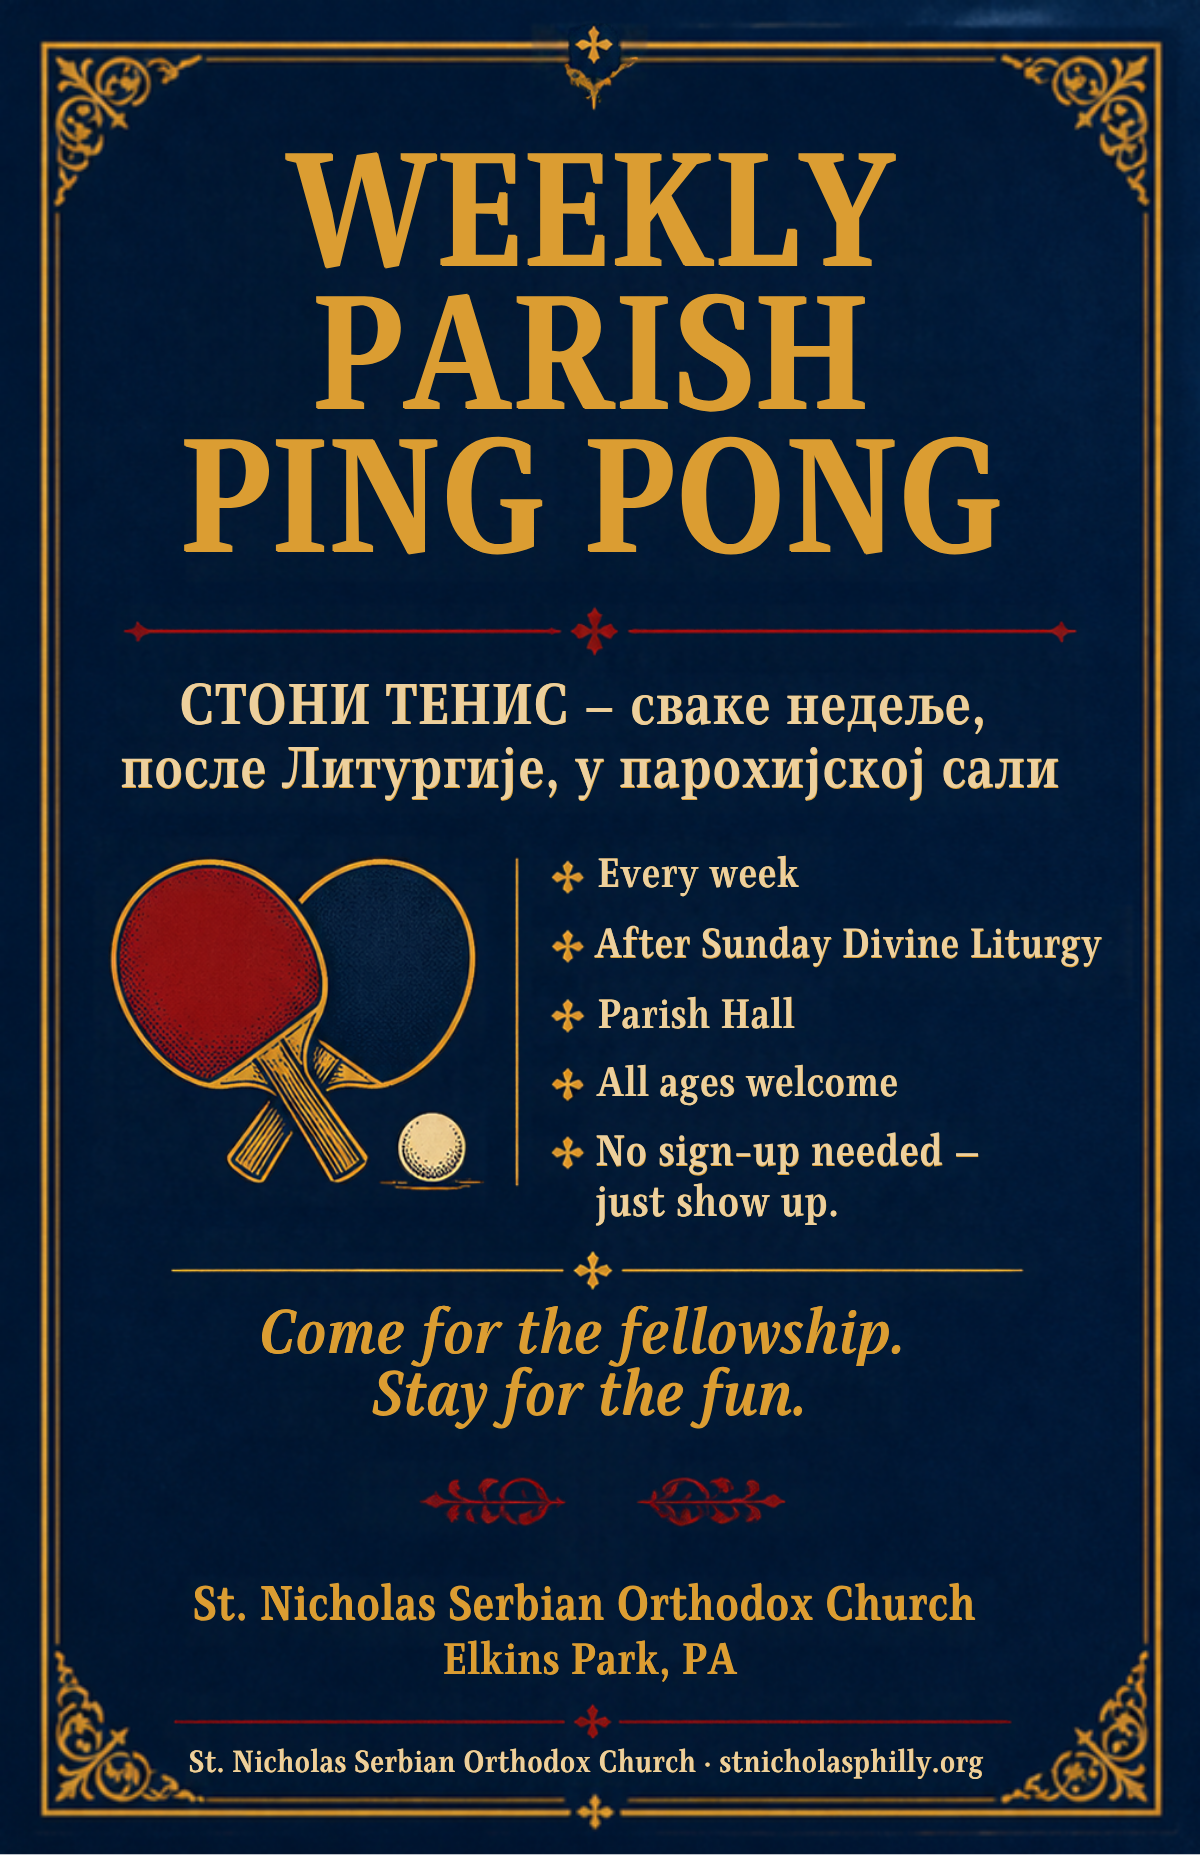 WEEKLY
PARISH
PING PONG
СТОНИ ТЕНИС – сваке недеље,
после Литургије, у парохијској сали
Every week
After Sunday Divine Liturgy
Parish Hall
All ages welcome
No sign-up needed –
just show up.
Come for the fellowship.
Stay for the fun.
St. Nicholas Serbian Orthodox Church
Elkins Park, PA
St. Nicholas Serbian Orthodox Church · stnicholasphilly.org